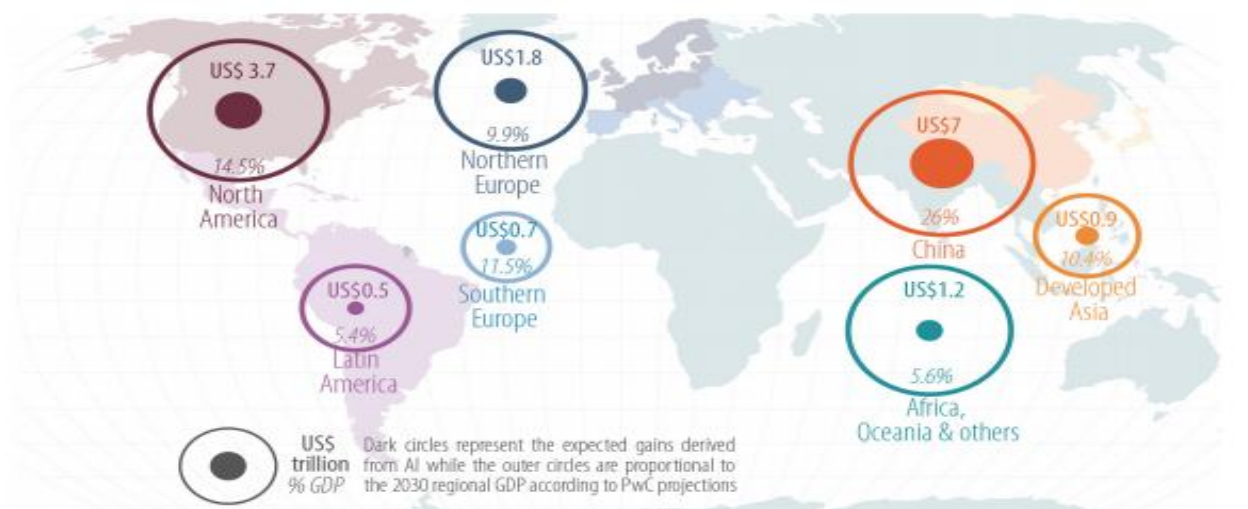 US$ 3.7
14.5%
North
America
US$1.8
9.9%
Northern
Europe
US$0.7
11.5%
Southern
Europe
US$0.5
5.4%
Latin
America
US$7
26%
China
US$0.9
10.4%
Developed
Asia
US$1.2
5.6%
Africa,
Oceania & others
US$
trillion
% GDP
Dark circles represent the expected gains derived
from AI while the outer circles are proportional to
the 2030 regional GDP according to PwC projections